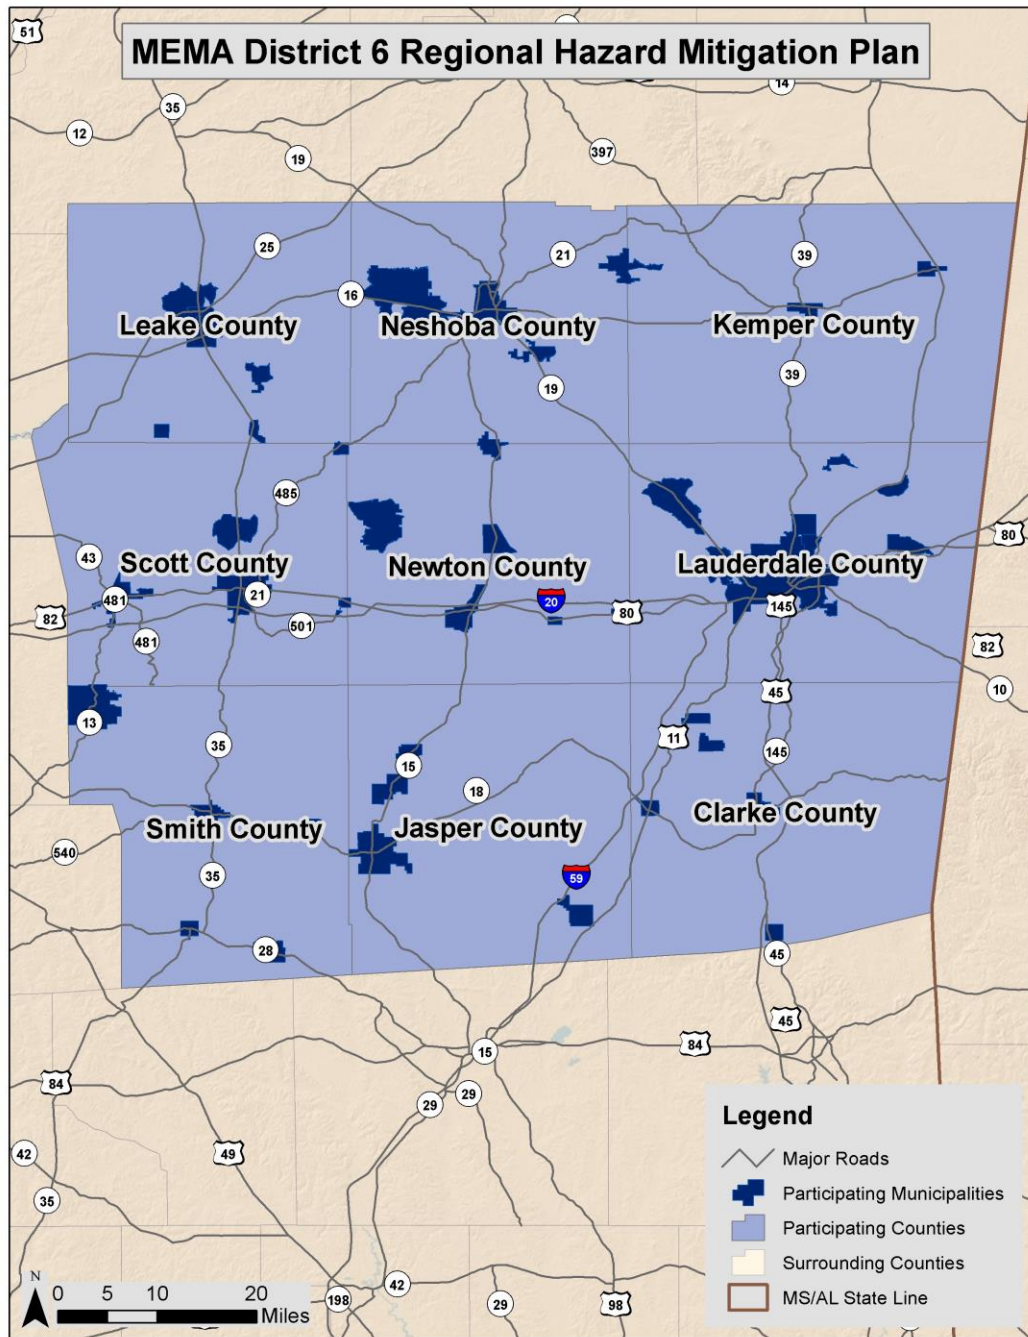 MEMA District 6 Regional Hazard Mitigation Plan
51
14
35
12
19
397
25
21
39
16
Leake County
Neshoba County
Kemper County
39
19
485
80
43
Scott County
Newton County
Lauderdale County
481
21
20
80
145
82
501
481
82
45
10
13
35
11
145
15
18
Smith County
Jasper County
Clarke County
540
35
59
28
45
45
15
84
84
29
29
42
49
35
42
198
29
98
Legend
Major Roads
Participating Municipalities
Participating Counties
Surrounding Counties
MS/AL State Line
N
0 5 10 20
Miles